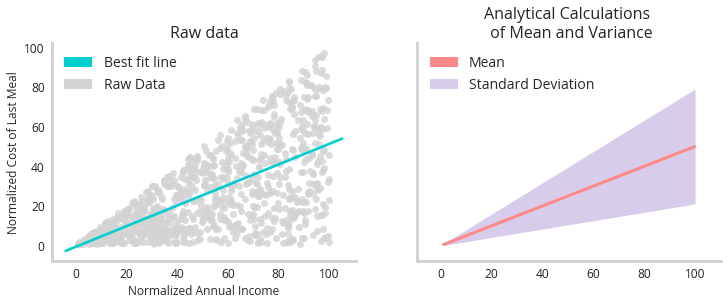 Raw data
Best fit line
Raw Data
Normalized Cost of Last Meal
100
80
60
40
20
0
0 20 40 60 80 100
Normalized Annual Income
Analytical Calculations
of Mean and Variance
Mean
Standard Deviation
0 20 40 60 80 100